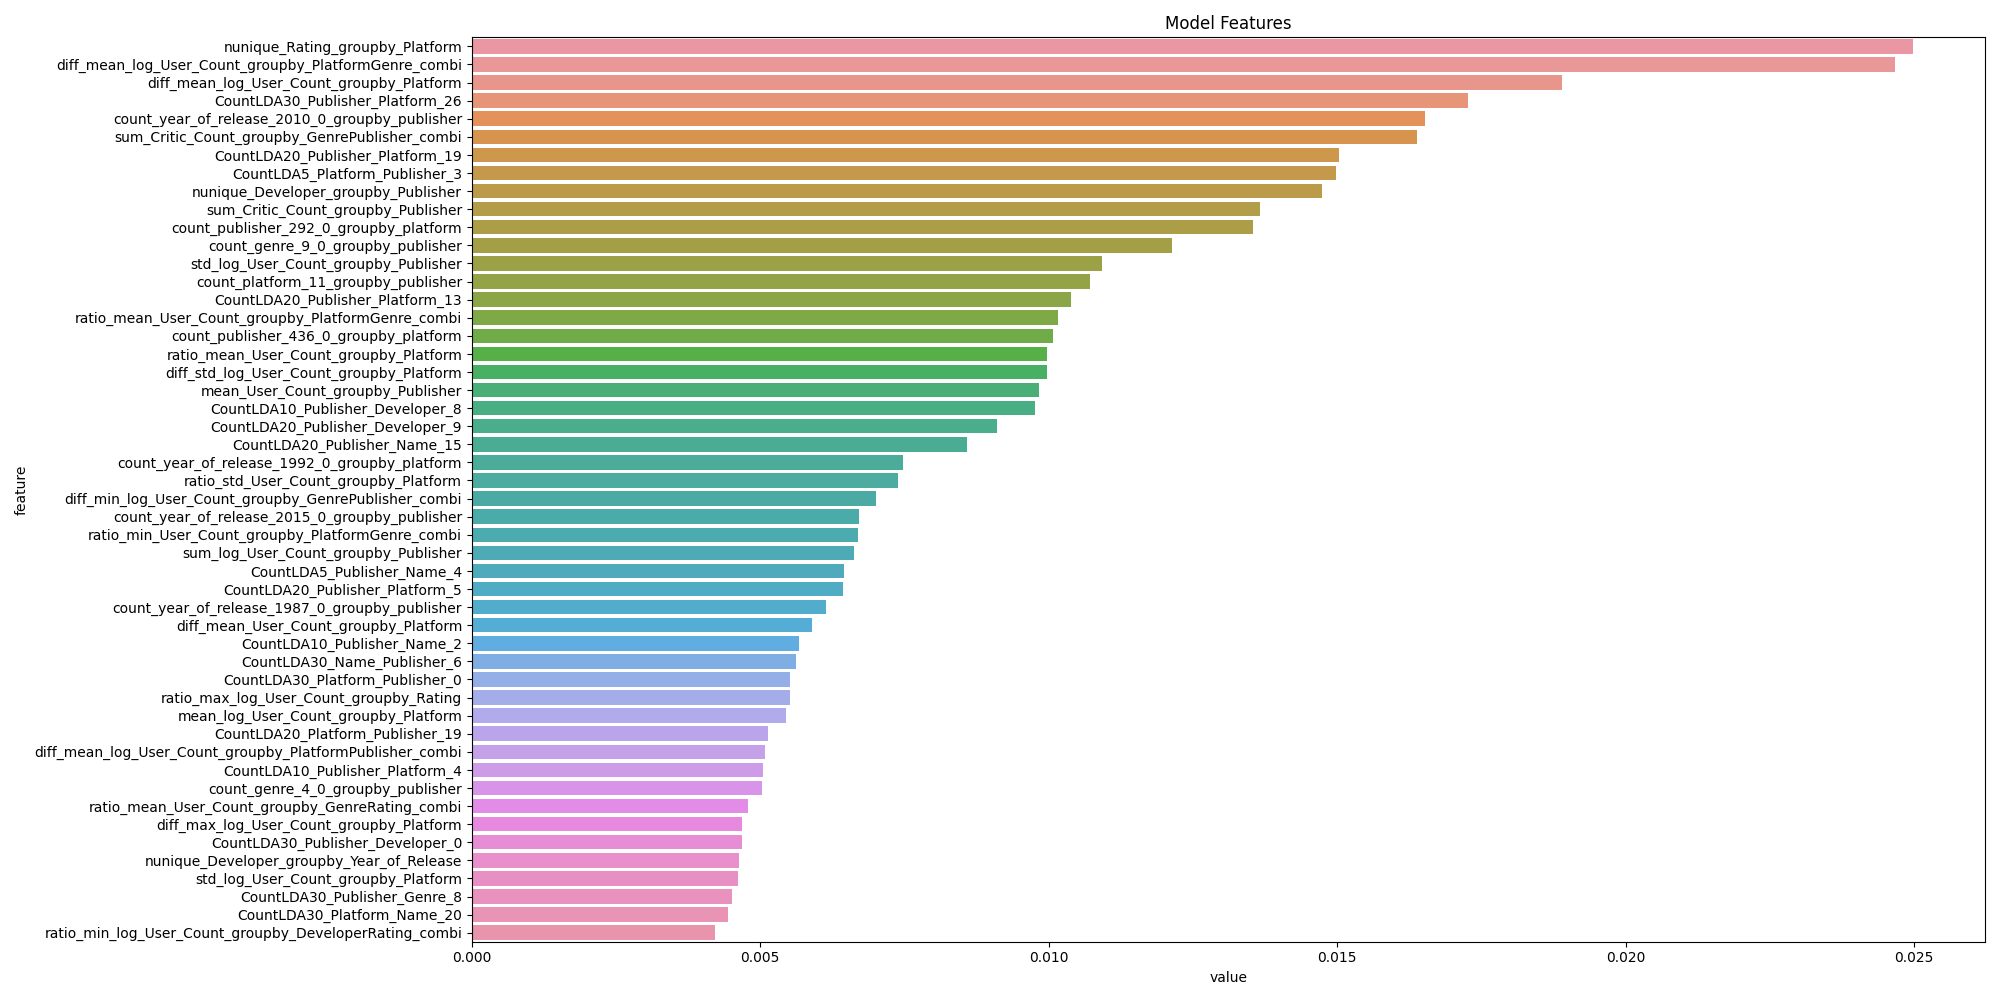 Model Features
nunique_Rating_groupby_Platform
diff_mean_log_User_Count_groupby_PlatformGenre_combi
diff_mean_log_User_Count_groupby_Platform
CountLDA30_Publisher_Platform_26
count_year_of_release_2010_0_groupby_publisher
sum_Critic_Count_groupby_GenrePublisher_combi
CountLDA20_Publisher_Platform_19
CountLDA5_Platform_Publisher_3
nunique_Developer_groupby_Publisher
sum_Critic_Count_groupby_Publisher
count_publisher_292_0_groupby_platform
count_genre_9_0_groupby_publisher
std_log_User_Count_groupby_Publisher
count_platform_11_groupby_publisher
CountLDA20_Publisher_Platform_13
ratio_mean_User_Count_groupby_PlatformGenre_combi
count_publisher_436_0_groupby_platform
ratio_mean_User_Count_groupby_Platform
diff_std_log_User_Count_groupby_Platform
mean_User_Count_groupby_Publisher
CountLDA10_Publisher_Developer_8
CountLDA20_Publisher_Developer_9
CountLDA20_Publisher_Name_15
count_year_of_release_1992_0_groupby_platform
ratio_std_User_Count_groupby_Platform
diff_min_log_User_Count_groupby_GenrePublisher_combi
count_year_of_release_2015_0_groupby_publisher
ratio_min_User_Count_groupby_PlatformGenre_combi
sum_log_User_Count_groupby_Publisher
CountLDA5_Publisher_Name_4
CountLDA20_Publisher_Platform_5
count_year_of_release_1987_0_groupby_publisher
diff_mean_User_Count_groupby_Platform
CountLDA10_Publisher_Name_2
CountLDA30_Name_Publisher_6
CountLDA30_Platform_Publisher_0
ratio_max_log_User_Count_groupby_Rating
mean_log_User_Count_groupby_Platform
CountLDA20_Platform_Publisher_19
diff_mean_log_User_Count_groupby_PlatformPublisher_combi
CountLDA10_Publisher_Platform_4
count_genre_4_0_groupby_publisher
ratio_mean_User_Count_groupby_GenreRating_combi
diff_max_log_User_Count_groupby_Platform
CountLDA30_Publisher_Developer_0
nunique_Developer_groupby_Year_of_Release
std_log_User_Count_groupby_Platform
CountLDA30_Publisher_Genre_8
CountLDA30_Platform_Name_20
ratio_min_log_User_Count_groupby_DeveloperRating_combi
feature
0.000 0.005 0.010 0.015 0.020 0.025
value